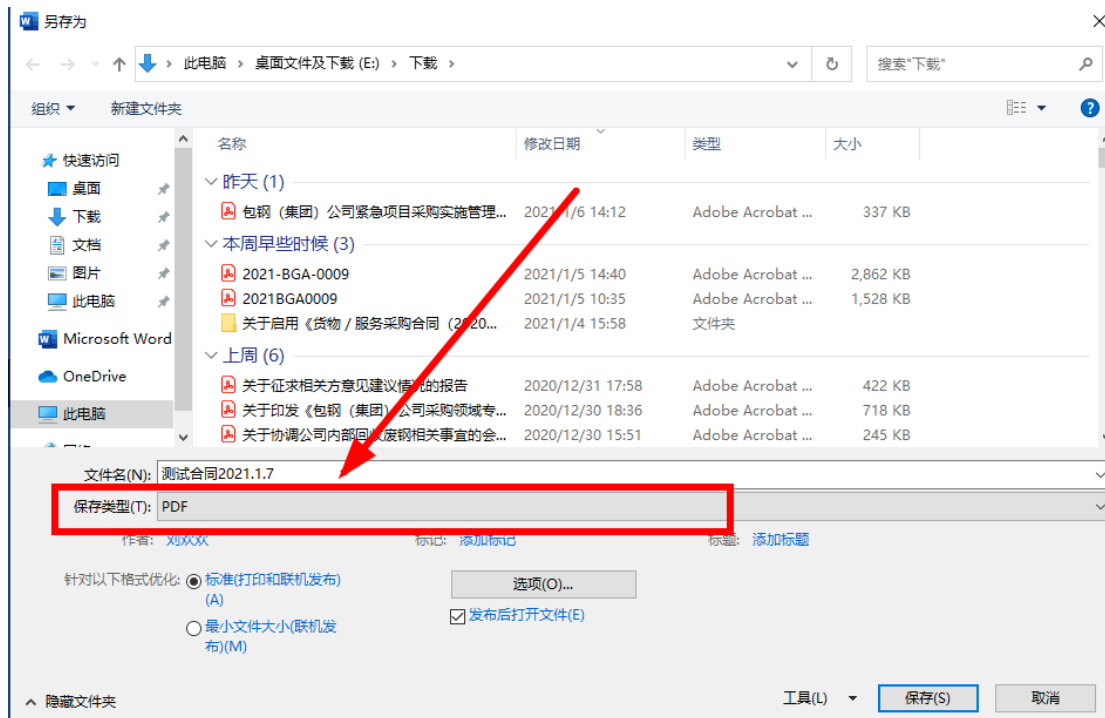 另存为
此电脑 › 桌面文件及下载 (E:) › 下载 ›
搜索"下载"
组织 新建文件夹
名称 修改日期 类型 大小
快速访问
桌面
下载
文档
图片
此电脑
Microsoft Word
OneDrive
此电脑
昨天 (1)
包钢（集团）公司紧急项目采购实施管理... 2021/1/6 14:12 Adobe Acrobat ... 337 KB
本周早些时候 (3)
2021-BGA-0009 2021/1/5 14:40 Adobe Acrobat ... 2,862 KB
2021BGA0009 2021/1/5 10:35 Adobe Acrobat ... 1,528 KB
关于启用《货物 / 服务采购合同（2020... 2021/1/4 15:58 文件夹
上周 (6)
关于征求相关方意见建议情况的报告 2020/12/31 17:58 Adobe Acrobat ... 422 KB
关于印发《包钢（集团）公司采购领域专... 2020/12/30 18:36 Adobe Acrobat ... 718 KB
关于协调公司内部回收废钢相关事宜的会... 2020/12/30 15:51 Adobe Acrobat ... 245 KB
文件名(N): 测试合同2021.1.7
保存类型(T): PDF
作者: 刘欢欢 标记: 添加标记 标题: 添加标题
针对以下格式优化: 标准(打印和联机发布)
(A)
最小文件大小(联机发
布)(M)
选项(O)...
发布后打开文件(E)
隐藏文件夹 工具(L) 保存(S) 取消